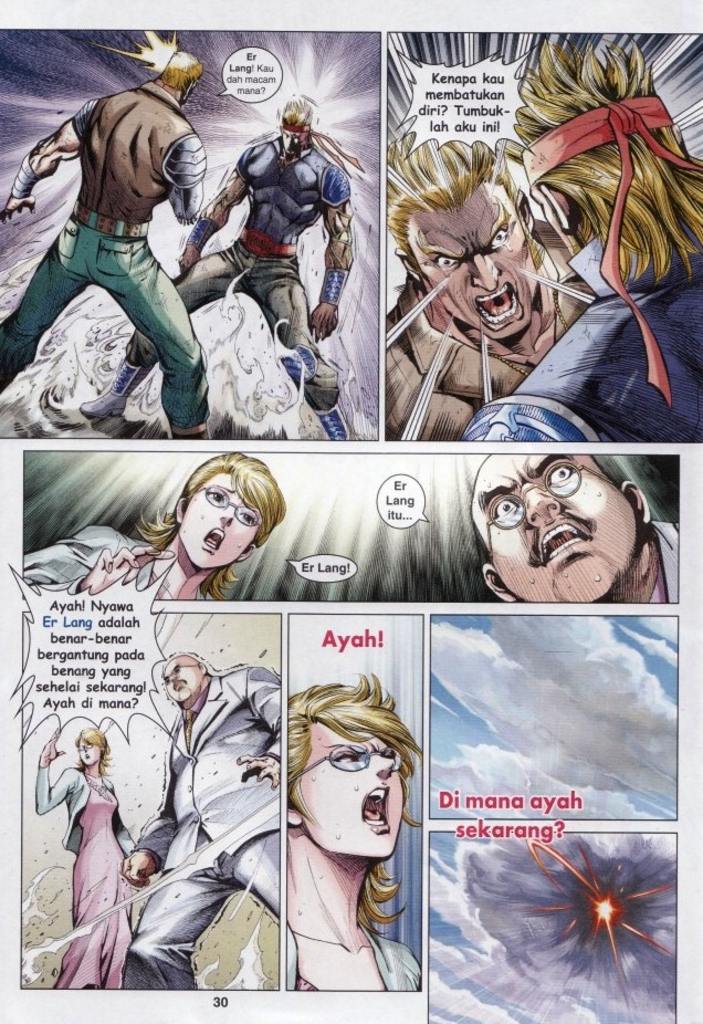 Er
Lang! Kau
dah macam
mana?
Kenapa kau
membatukan
diri? Tumbuk-
lah aku ini!
Er
Lang
itu...
Er Lang!
Ayah! Nyawa
Er Lang adalah
benar-benar
bergantung pada
benang yang
sehelai sekarang!
Ayah di mana?
Ayah!
Di mana ayah
sekarang?
30